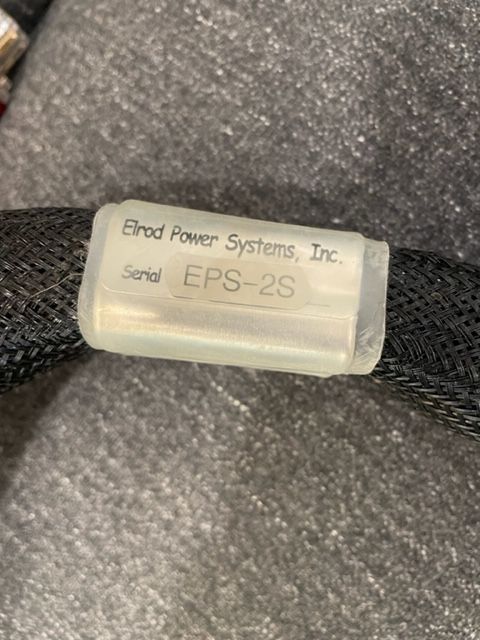 Elrod Power Systems, Inc.
Serial EPS-2S